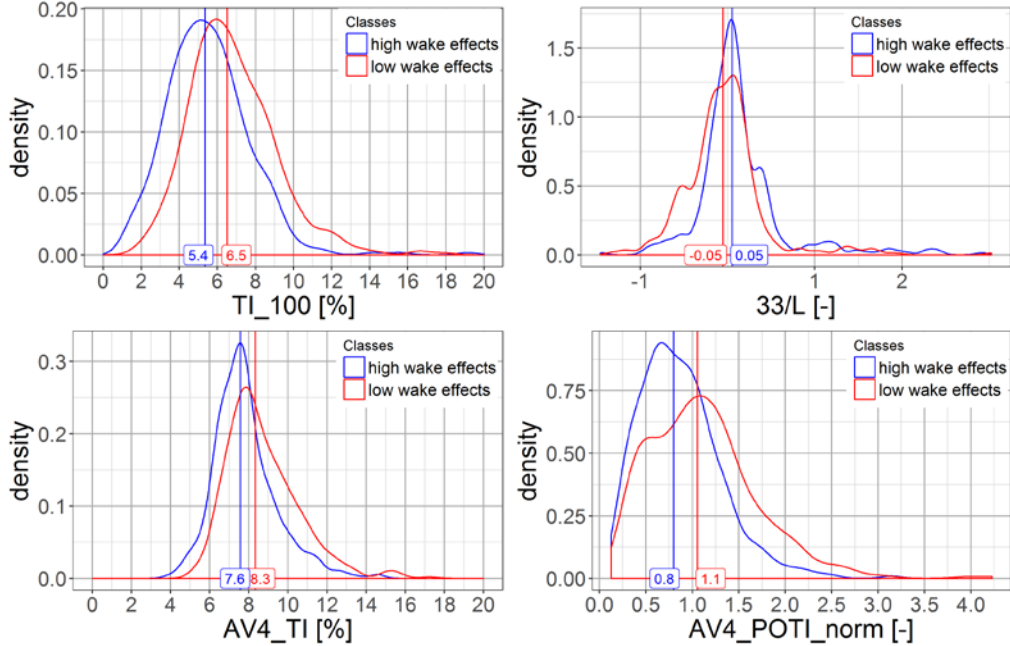 0.20
0.15
0.10
0.05
0.00
density
Classes
high wake effects
low wake effects
5.4
6.5
0 2 4 6 8 10 12 14 16 18 20
TI_100 [%]
1.5
1.0
0.5
0.0
density
Classes
high wake effects
low wake effects
-0.05
0.05
-1 1 2
33/L [-]
0.3
0.2
0.1
0.0
density
Classes
high wake effects
low wake effects
7.6
8.3
0 2 4 6 8 10 12 14 16 18 20
AV4_TI [%]
0.75
0.50
0.25
0.00
density
Classes
high wake effects
low wake effects
0.8
1.1
0.0 0.5 1.0 1.5 2.0 2.5 3.0 3.5 4.0
AV4_POTI_norm [-]